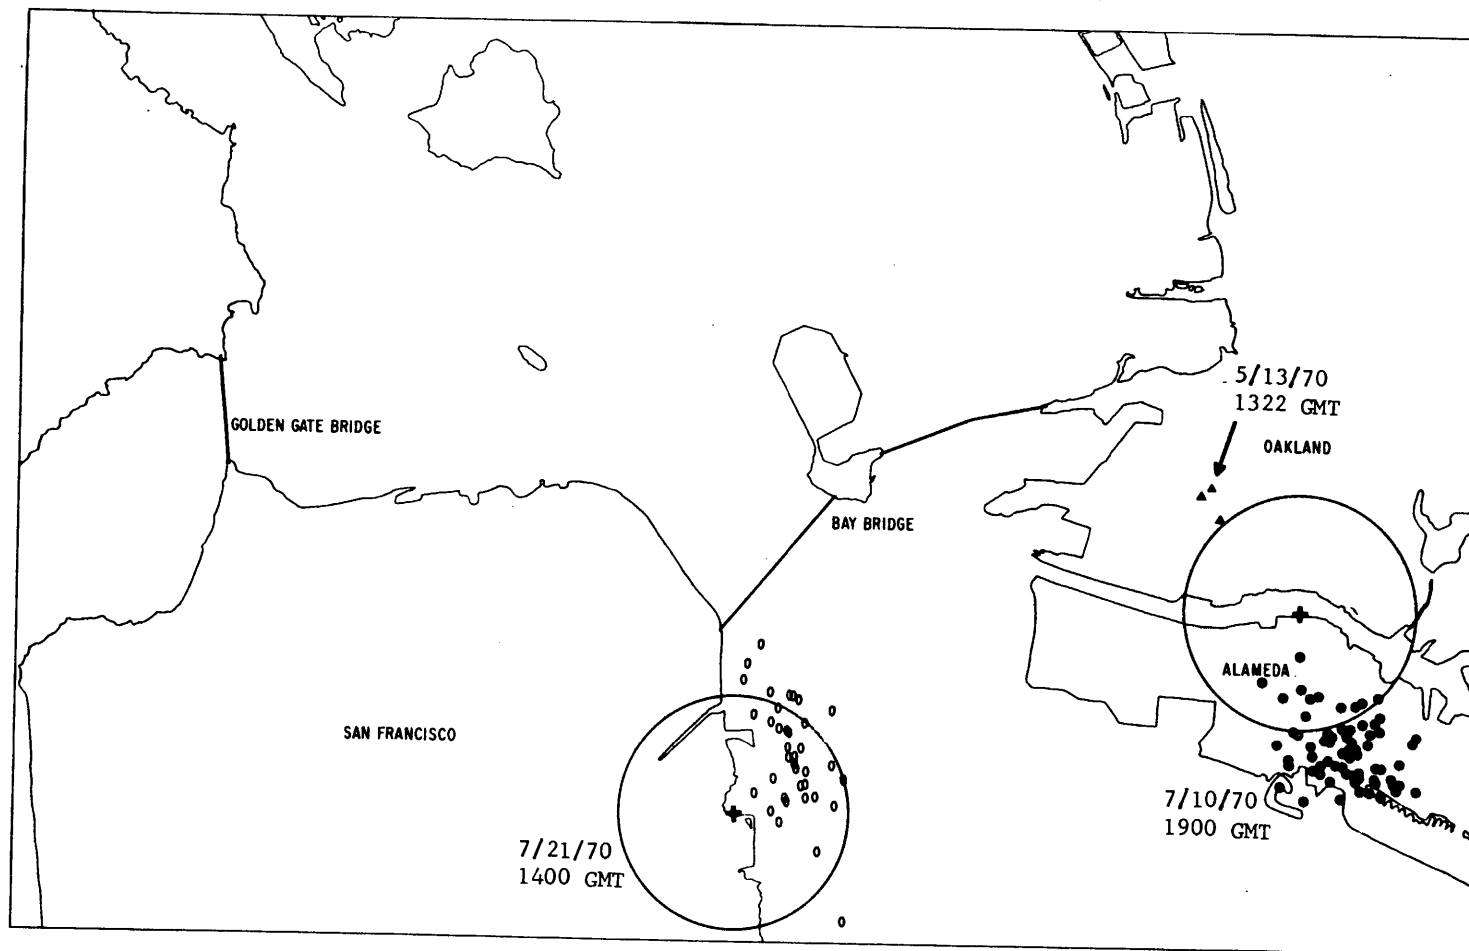 5/13/70
1322 GMT
GOLDEN GATE BRIDGE
OAKLAND
BAY BRIDGE
ALAMEDA
SAN FRANCISCO
7/10/70
1900 GMT
7/21/70
1400 GMT